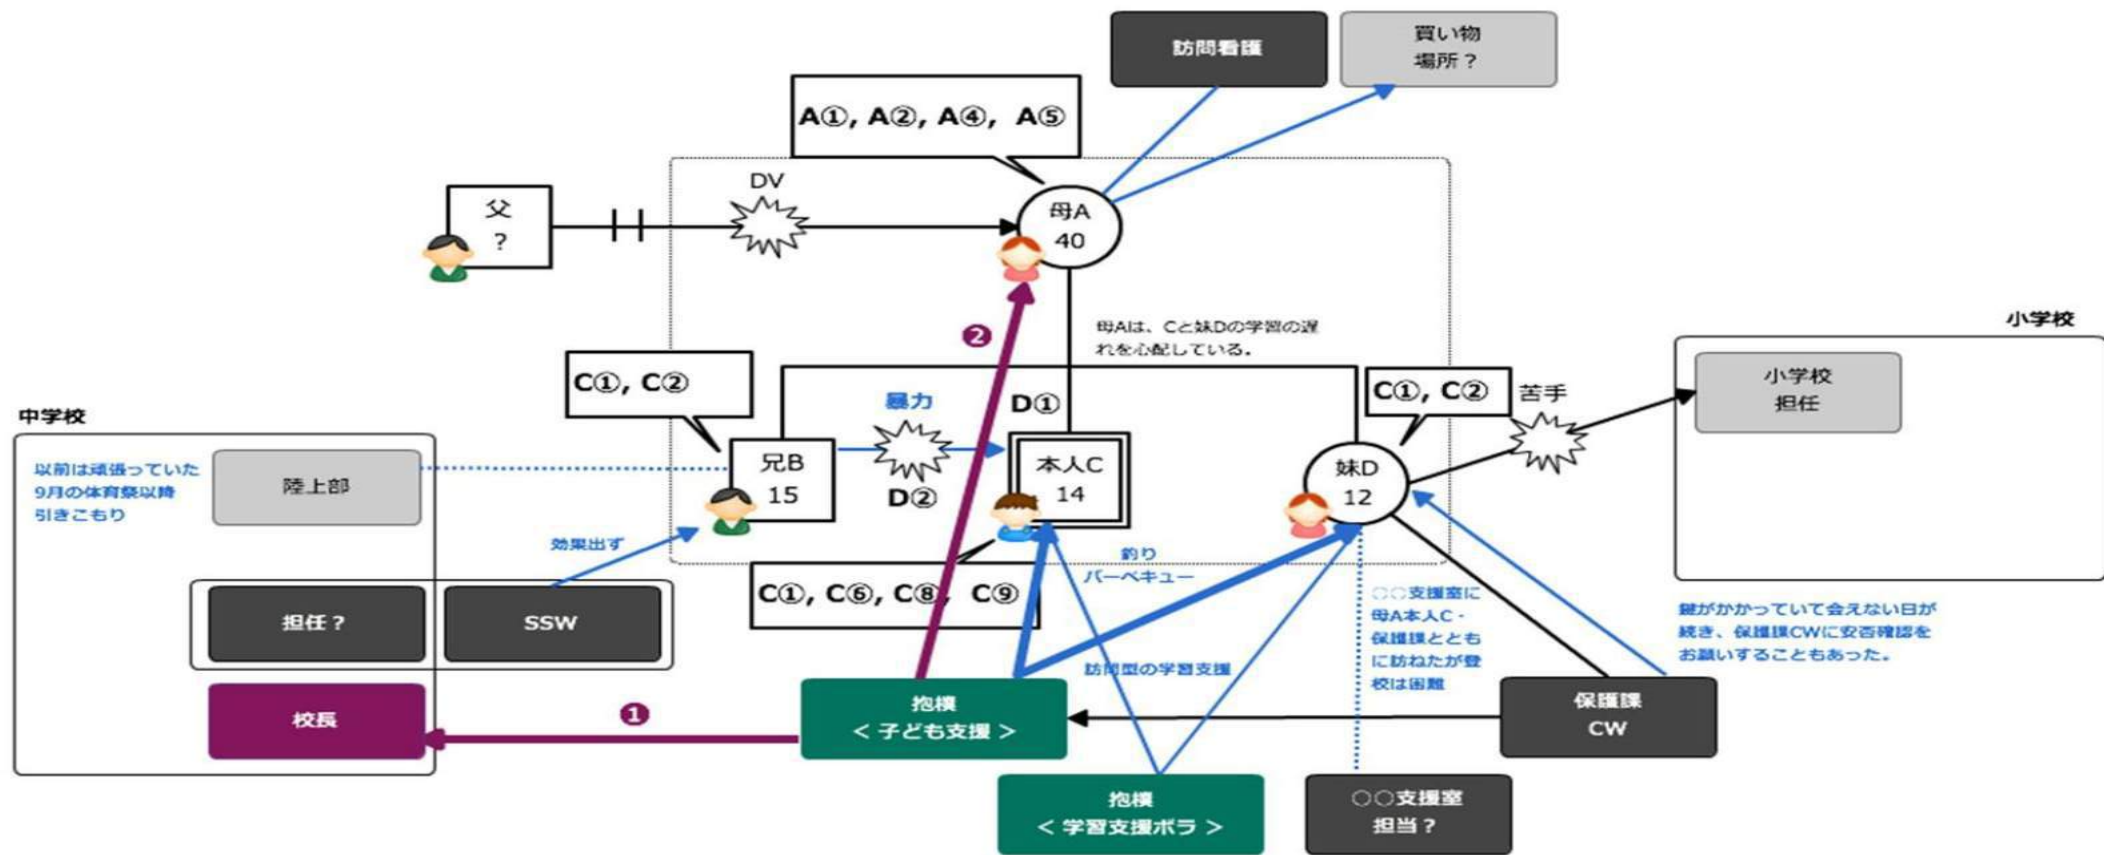 訪問看護
買い物
場所？
A①, A②, A④, A⑤
DV
父
？
母A
40
❷
母Aは、Cと妹Dの学習の遅
れを心配している。
小学校
小学校
担任
C①, C②
暴力
D①
C①, C②
苦手
中学校
以前は頑張っていた
9月の体育祭以降
引きこもり
陸上部
兄B
15
D②
本人C
14
妹D
12
効果出ず
釣り
バーベキュー
C①, C⑥, C⑧, C⑨
担任？
SSW
○○支援室に
母A本人C・
保護課ととも
に訪ねたが登
校は困難
鍵がかかっていて会えない日が
続き、保護課CWに安否確認を
お願いすることもあった。
訪問型の学習支援
校長
❶
抱樸
＜子ども支援＞
保護課
CW
抱樸
＜学習支援ボラ＞
○○支援室
担当？